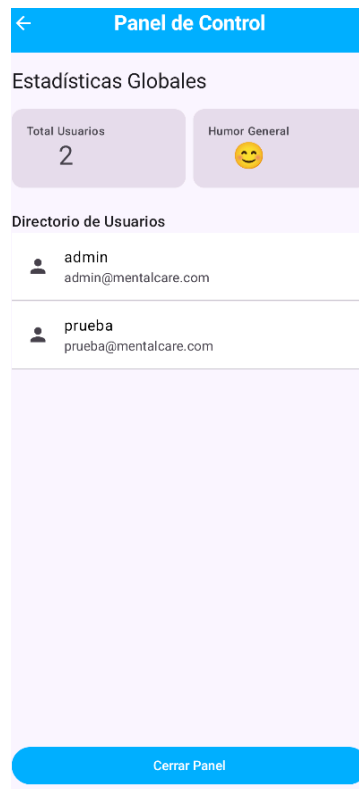 Panel de Control
Estadísticas Globales
Total Usuarios
2
Humor General
Directorio de Usuarios
admin
admin@mentalcare.com
prueba
prueba@mentalcare.com
Cerrar Panel